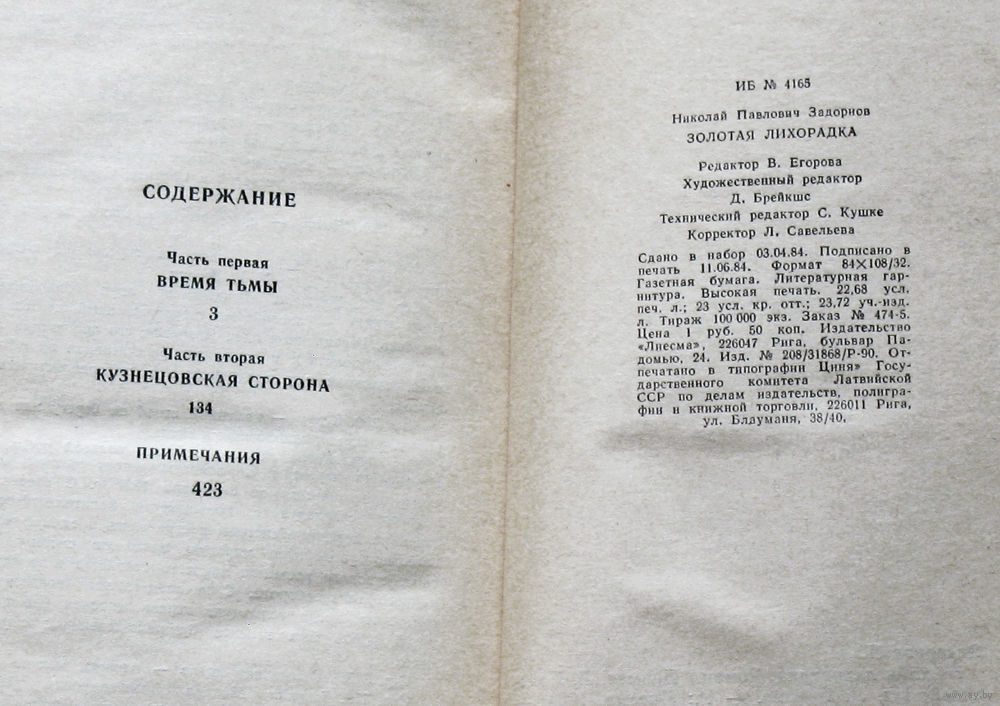 СОДЕРЖАНИЕ
Часть первая
ВРЕМЯ ТЬМЫ
3
Часть вторая
КУЗНЕЦОВСКАЯ СТОРОНА
134
ПРИМЕЧАНИЯ
423
ИБ № 4165
Николай Павлович Задорнов
ЗОЛОТАЯ ЛИХОРАДКА
Редактор В. Егорова
Художественный редактор
Д. Брейкшс
Технический редактор С. Кушке
Корректор Л. Савельева
Сдано в набор 03.04.84. Подписано в
печать 11.06.84. Формат 84×108/32.
Газетная бумага. Литературная гар-
нитура. Высокая печать. 22,68 усл.
печ. л.; 23 усл. кр. отт.; 23,72 уч.-изд.
л. Тираж 100 000 экз. Заказ № 474-5.
Цена 1 руб. 50 коп. Издательство
«Лиесма», 226047 Рига, бульвар Па-
домью, 24. Изд. № 208/31868/Р-90. От-
печатано в типографии Циня» Госу-
дарственного комитета Латвийской
ССР по делам издательств, полигра-
фии и книжной торговли, 226011 Рига,
ул. Блауманя, 38/40.
www.ay.by